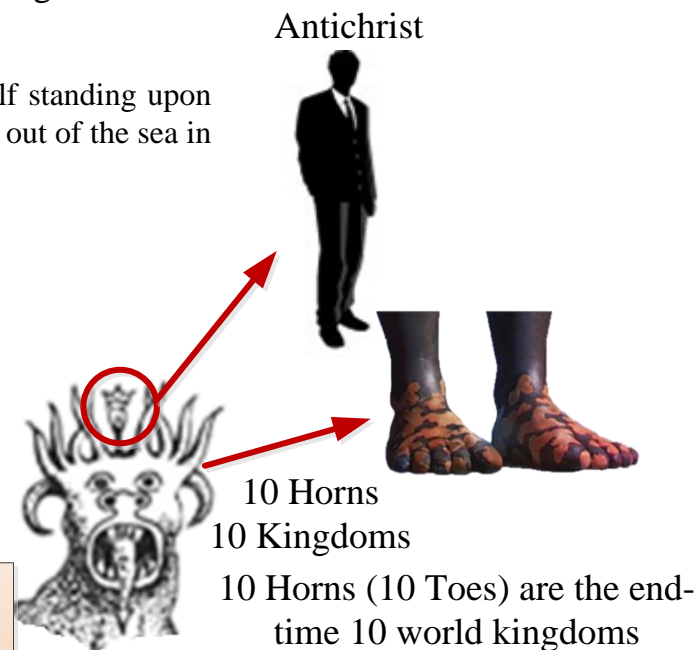 Antichrist
lf standing upon
out of the sea in
10 Horns
10 Kingdoms
10 Horns (10 Toes) are the end-
time 10 world kingdoms